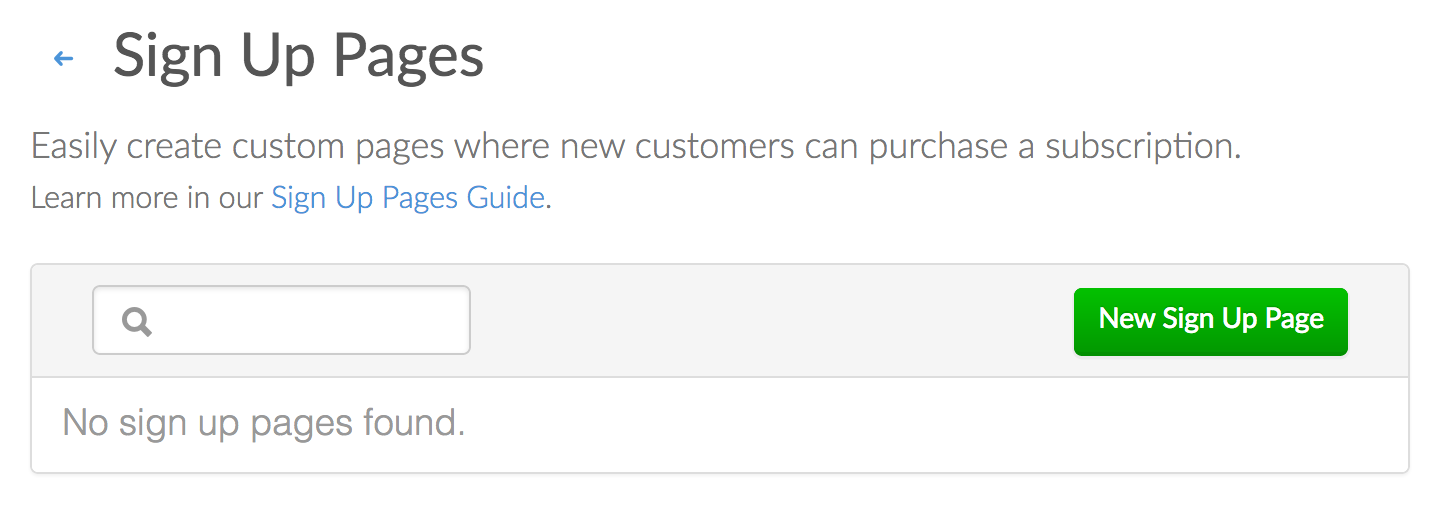 Sign Up Pages
Easily create custom pages where new customers can purchase a subscription.
Learn more in our Sign Up Pages Guide.
New Sign Up Page
No sign up pages found.